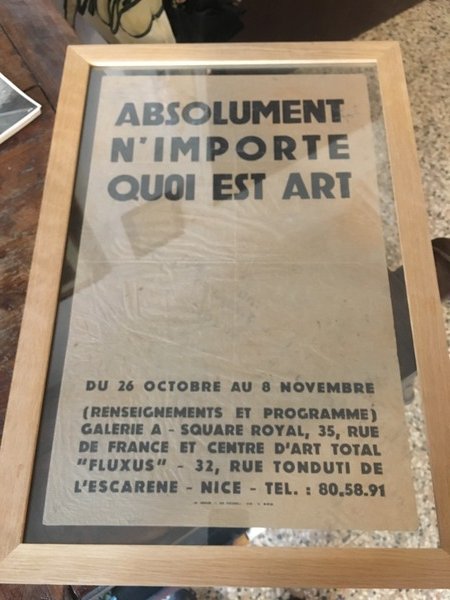 ABSOLUMENT
N'IMPORTE
QUOI EST ART
DU 26 OCTOBRE AU 8 NOVEMBRE
(RENSEIGNEMENTS ET PROGRAMME)
GALERIE A - SQUARE ROYAL, 35, RUE
DE FRANCE ET CENTRE D'ART TOTAL
"FLUXUS" - 32, RUE TONDUTI DE
L'ESCARENE - NICE - TEL. : 80.58.91